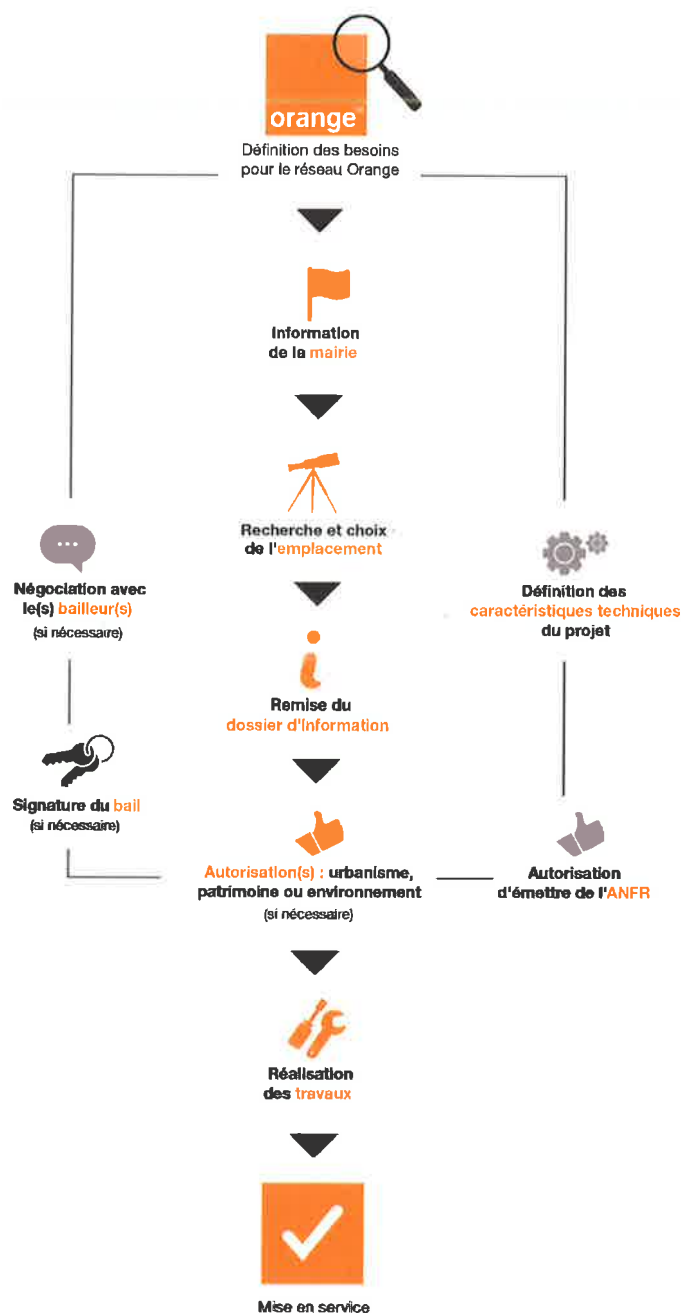 orange
Définition des besoins
pour le réseau Orange
Information
de la mairie
Recherche et choix
de l'emplacement
Négociation avec
le(s) bailleur(s)
(si nécessaire)
Définition des
caractéristiques techniques
du projet
Remise du
dossier d'Information
Signature du bail
(si nécessaire)
Autorisation(s) : urbanisme,
patrimoine ou environnement
(si nécessaire)
Autorisation
d'émettre de l'ANFR
Réalisation
des travaux
Mise en service